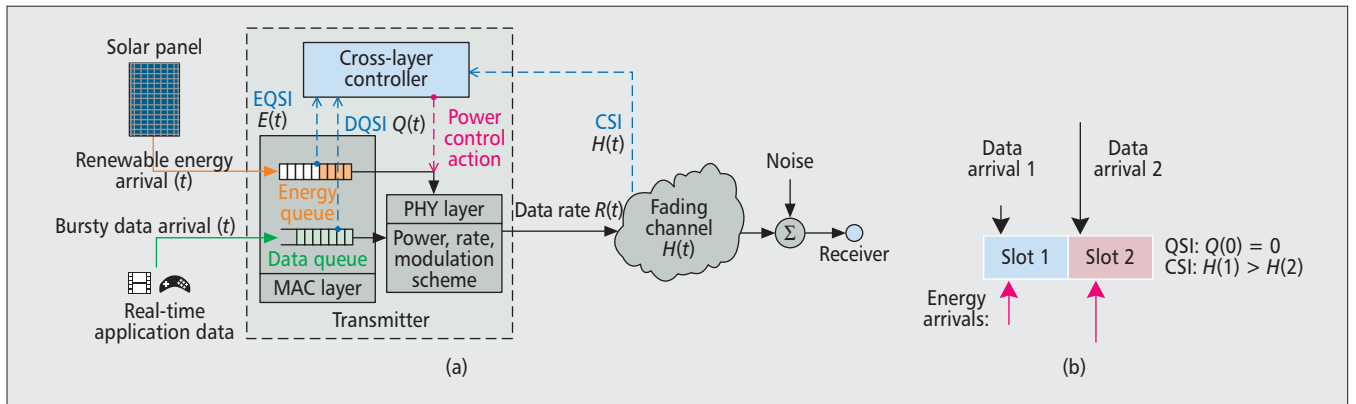 Solar panel
Cross-layer
controller
EQSI
E(t)
DQSI Q(t)
Power
control
action
CSI
H(t)
Renewable energy
arrival (t)
Energy
queue
Bursty data arrival (t)
Data queue
MAC layer
PHY layer
Power, rate,
modulation
scheme
Real-time
application data
Transmitter
Data rate R(t)
Fading
channel
H(t)
Noise
Σ
Receiver
(a)
Data
arrival 1
Data
arrival 2
Slot 1
Slot 2
QSI: Q(0) = 0
CSI: H(1) > H(2)
Energy
arrivals:
(b)